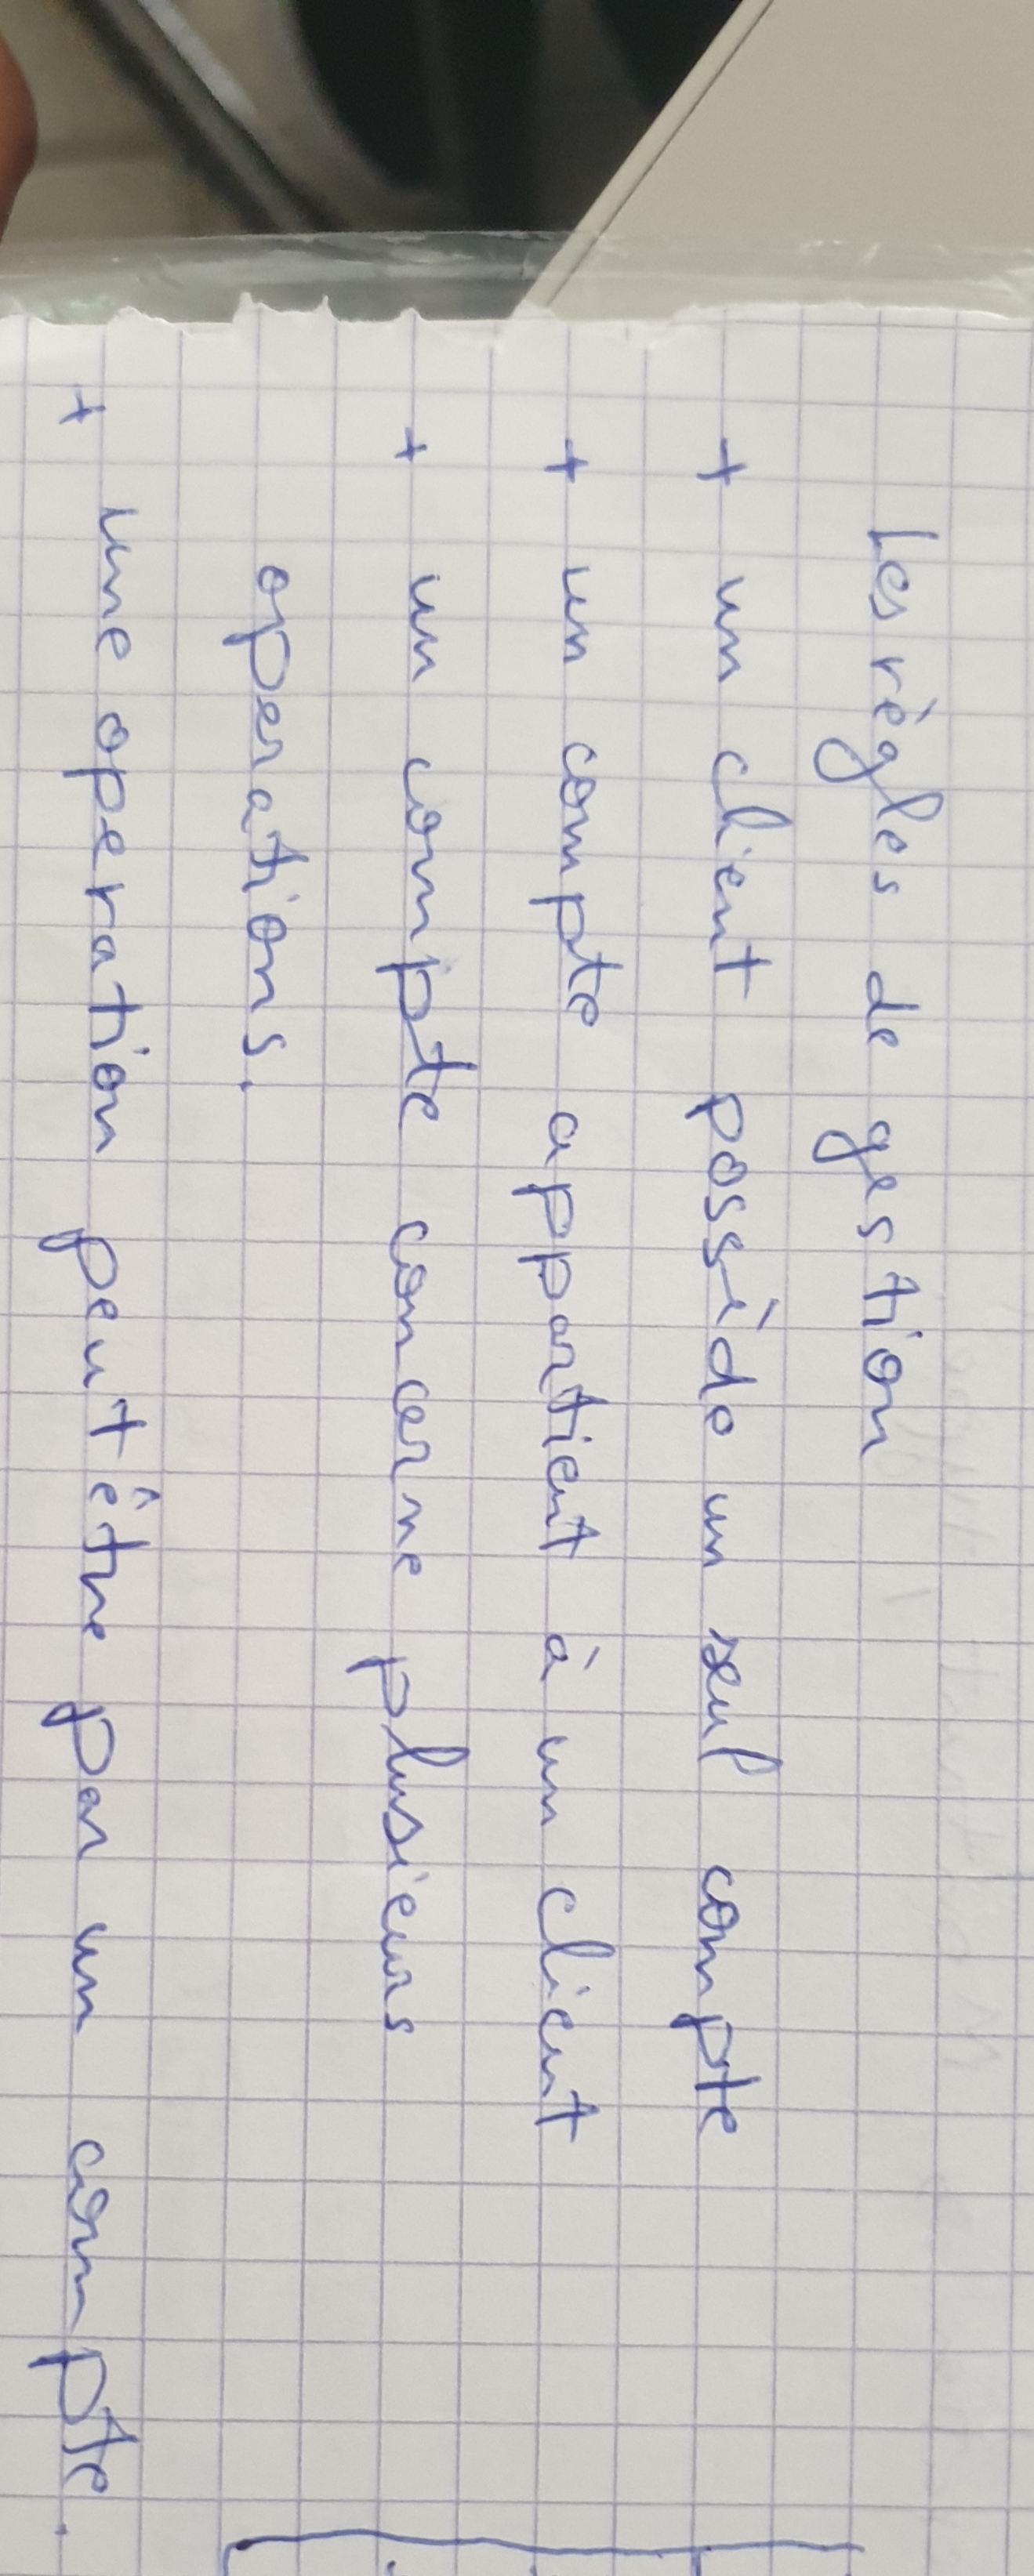 Les règles de gestion
+ un client possède un seul compte
+ un compte appartient à un client
+ un compte concerne plusieurs
operations.
+ une operation peut être par un compte.